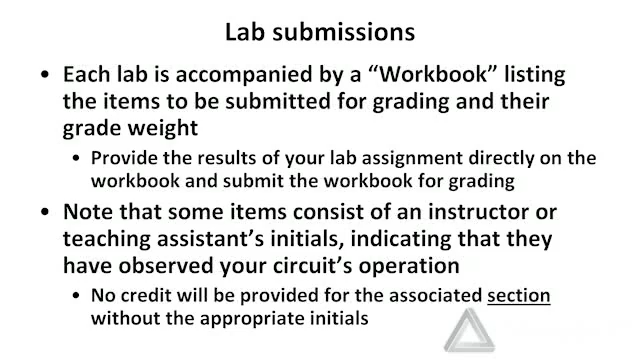 Lab submissions
• Each lab is accompanied by a “Workbook” listing
the items to be submitted for grading and their
grade weight
• Provide the results of your lab assignment directly on the
workbook and submit the workbook for grading
• Note that some items consist of an instructor or
teaching assistant’s initials, indicating that they
have observed your circuit’s operation
• No credit will be provided for the associated section
without the appropriate initials